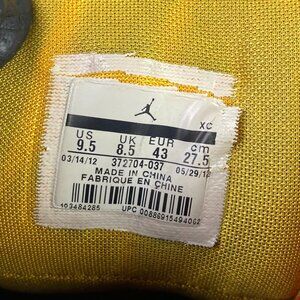 XC
US UK EUR cm
9.5 8.5 43 27.5
03/14/12 372704-037 05/29/12
MADE IN CHINA
FABRIQUE EN CHINE
UPC 00886915494062